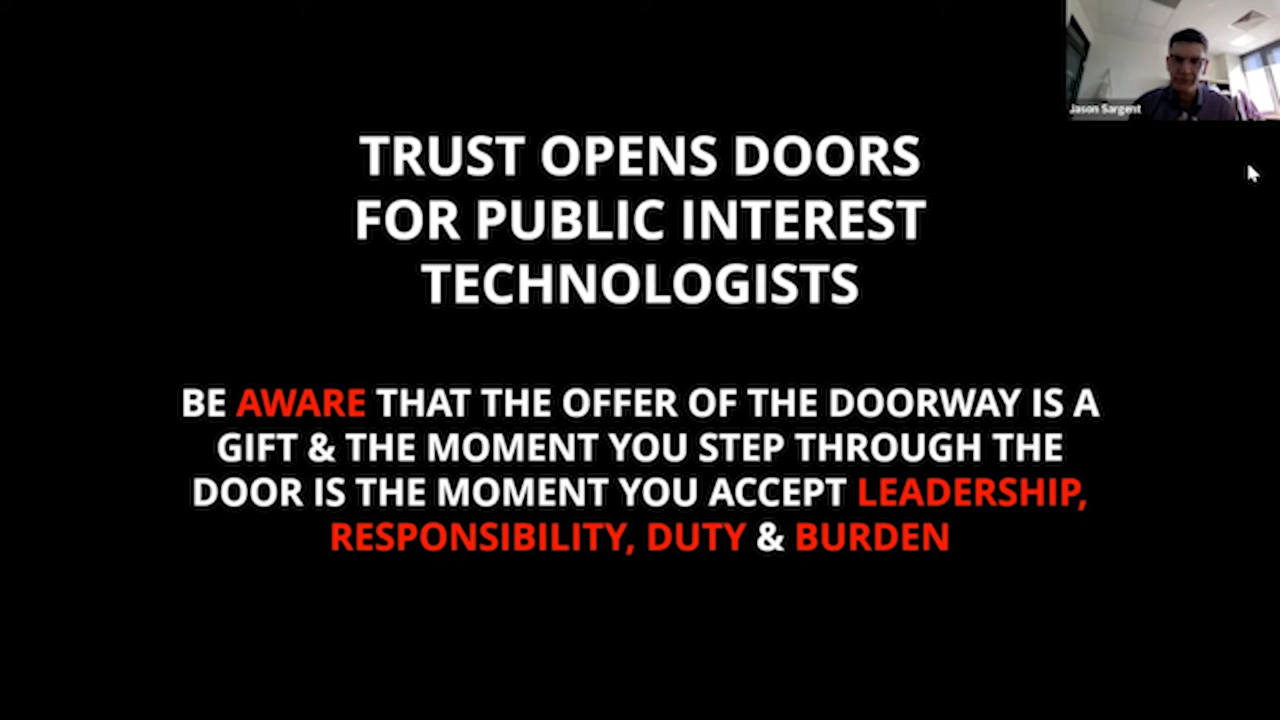 Jason Sargent
TRUST OPENS DOORS
FOR PUBLIC INTEREST
TECHNOLOGISTS
BE AWARE THAT THE OFFER OF THE DOORWAY IS A
GIFT & THE MOMENT YOU STEP THROUGH THE
DOOR IS THE MOMENT YOU ACCEPT LEADERSHIP,
RESPONSIBILITY, DUTY & BURDEN